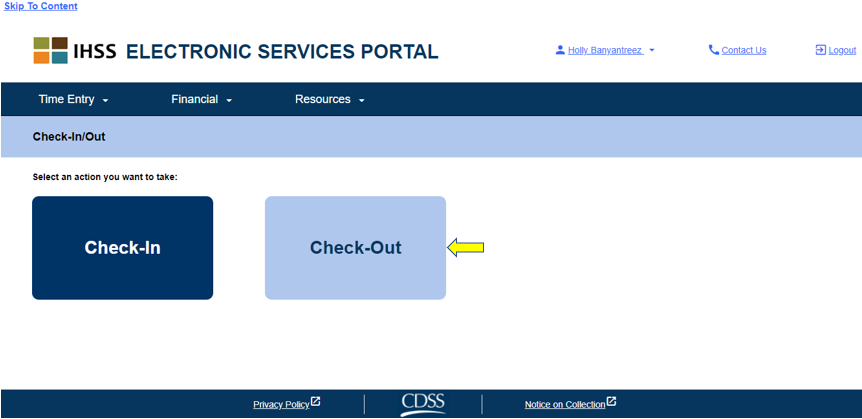 Skip To Content
IHSS ELECTRONIC SERVICES PORTAL
Holly Banyantreez
Contact Us
Logout
Time Entry
Financial
Resources
Check-In/Out
Select an action you want to take:
Check-In
Check-Out
Privacy Policy
CDSS
Notice on Collection